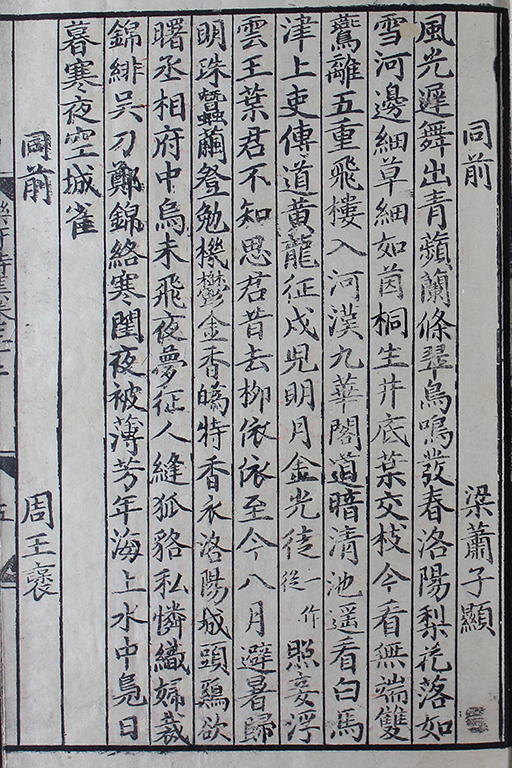 同前 梁蕭子顯
風光遲舞出青蘋蘭條翠鳥鳴發春洛陽梨花落如
雪河邊細草細如茵桐生井底葉交枝今看無端雙
鷰離五重飛樓入河漢九華閣道暗清池遥看白馬
津上吏傳道黃龍征戍兒明月金光徒一作從照妾浮
雲王葉君不知思君昔去柳依依至今八月避暑歸
明珠蠶繭登勉機鬱金香特香衣洛陽城頭鷄欲
曙丞相府中烏未飛夜夢征人縫狐貉私憐織婦裁
錦緋吳刀鄭錦絡寒閨夜被薄芳年海上水中鳧日
暮寒夜空城雀
同前 周王褒